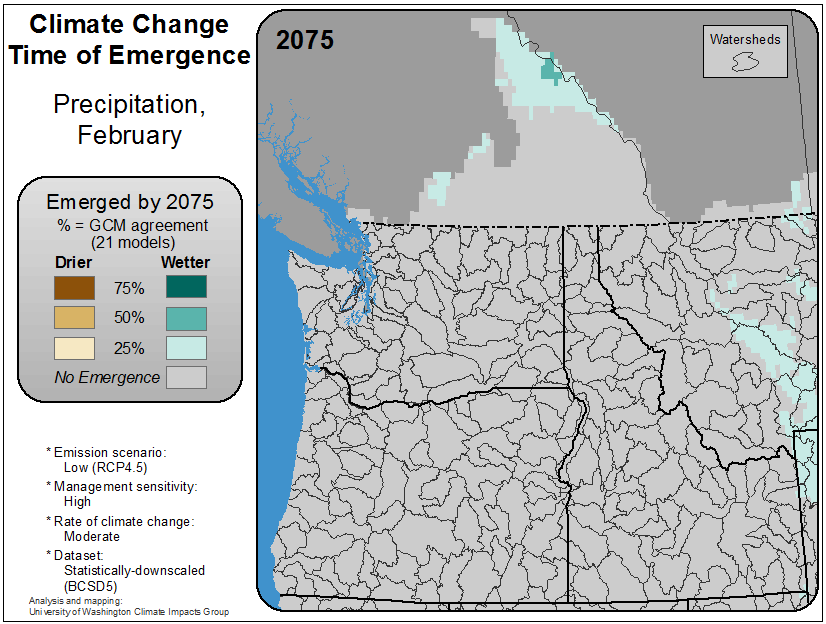 Climate Change
Time of Emergence
Precipitation,
February
Emerged by 2075
% = GCM agreement
(21 models)
Drier Wetter
75%
50%
25%
No Emergence
* Emission scenario:
Low (RCP4.5)
* Management sensitivity:
High
* Rate of climate change:
Moderate
* Dataset:
Statistically-downscaled
(BCSD5)
Analysis and mapping:
University of Washington Climate Impacts Group
2075
Watersheds